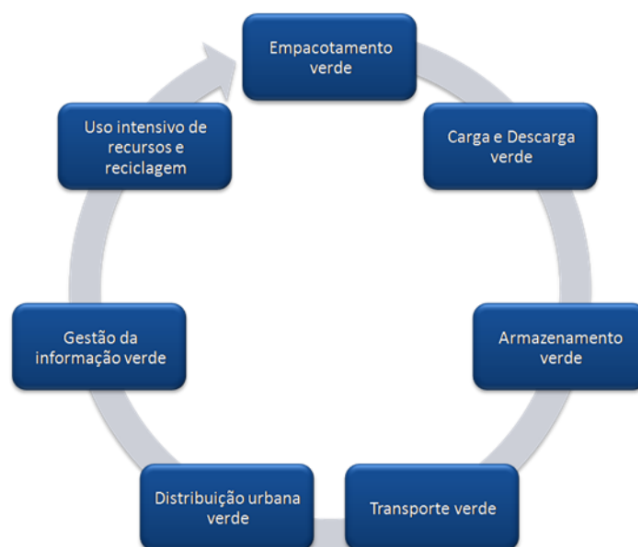 Empacotamento
verde
Carga e Descarga
verde
Armazenamento
verde
Transporte verde
Distribuição urbana
verde
Gestão da
informação verde
Uso intensivo de
recursos e
reciclagem